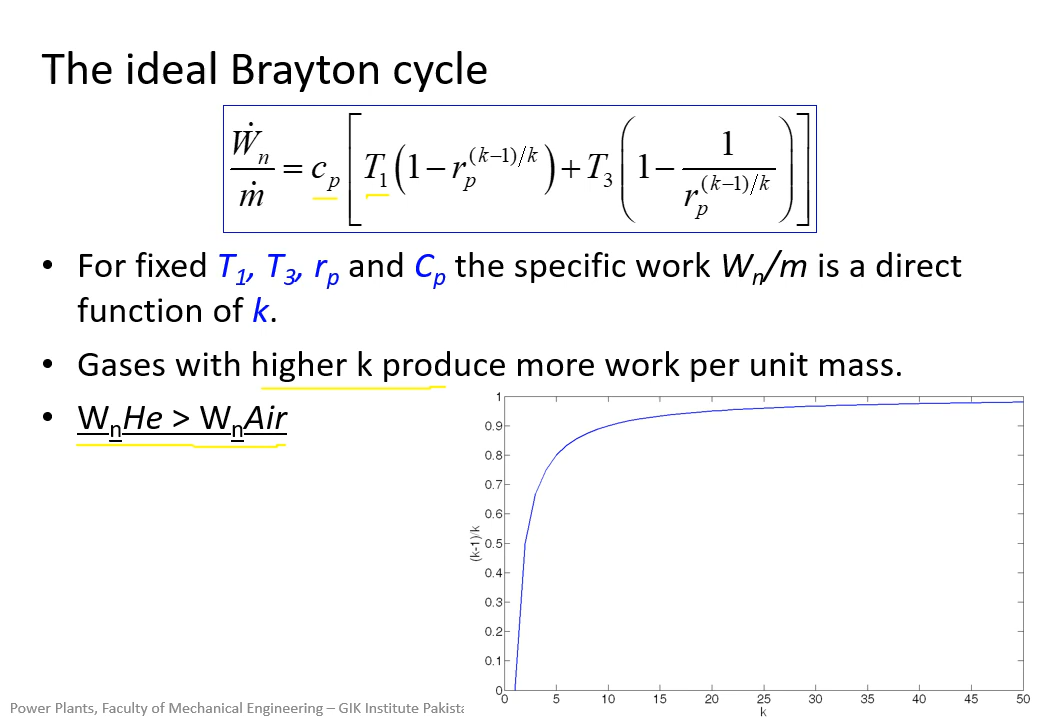 The ideal Brayton cycle
Ẇₙ/ṁ = cₚ[T₁(1 − rₚ^(k−1)/k) + T₃(1 − 1/rₚ^(k−1)/k)]
• For fixed T₁, T₃, rₚ and Cₚ the specific work Wₙ/m is a direct
function of k.
• Gases with higher k produce more work per unit mass.
• WₙHe > WₙAir
1
0.9
0.8
0.7
0.6
0.5
0.4
0.3
0.2
0.1
0
(k-1)/k
0 5 10 15 20 25 30 35 40 45 50
k
Power Plants, Faculty of Mechanical Engineering – GIK Institute Pakista